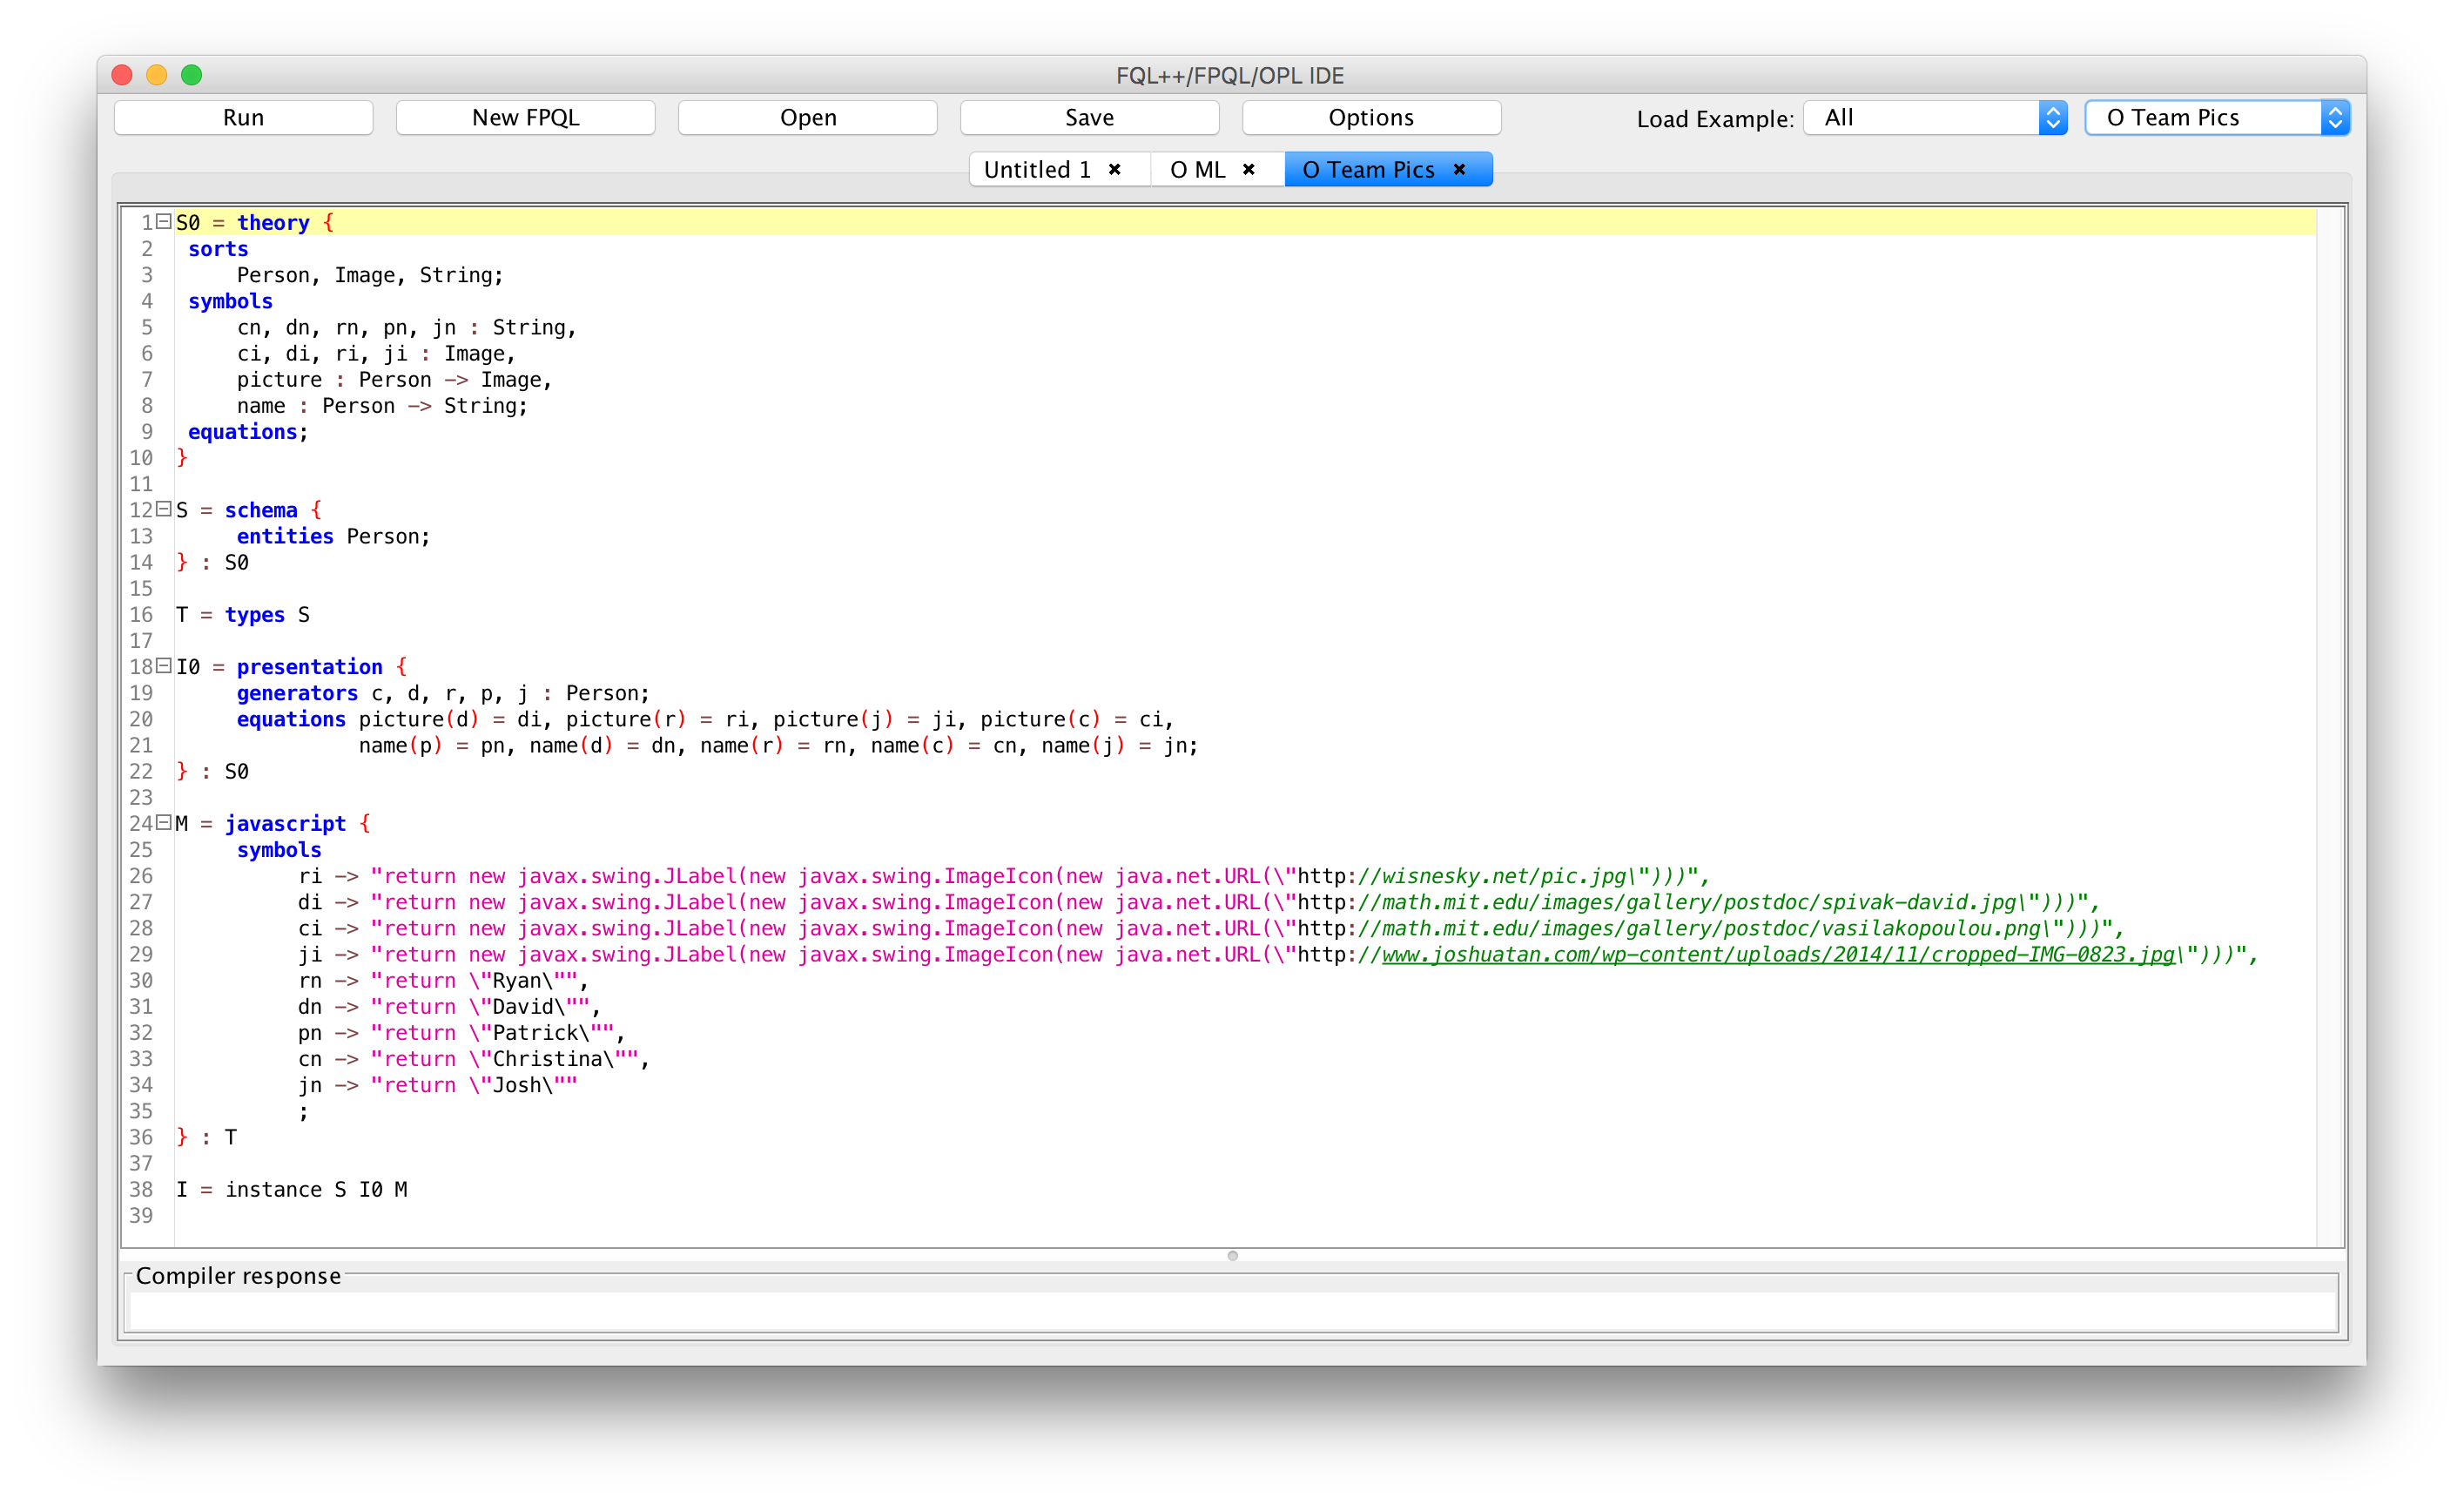 FQL++/FPQL/OPL IDE
Run New FPQL Open Save Options Load Example: All O Team Pics
Untitled 1 ✖ O ML ✖ O Team Pics ✖
1 S0 = theory {
2  sorts
3      Person, Image, String;
4  symbols
5      cn, dn, rn, pn, jn : String,
6      ci, di, ri, ji : Image,
7      picture : Person -> Image,
8      name : Person -> String;
9  equations;
10 }
11
12 S = schema {
13      entities Person;
14 } : S0
15
16 T = types S
17
18 I0 = presentation {
19      generators c, d, r, p, j : Person;
20      equations picture(d) = di, picture(r) = ri, picture(j) = ji, picture(c) = ci,
21                name(p) = pn, name(d) = dn, name(r) = rn, name(c) = cn, name(j) = jn;
22 } : S0
23
24 M = javascript {
25      symbols
26           ri -> "return new javax.swing.JLabel(new javax.swing.ImageIcon(new java.net.URL(\"http://wisnesky.net/pic.jpg\")))",
27           di -> "return new javax.swing.JLabel(new javax.swing.ImageIcon(new java.net.URL(\"http://math.mit.edu/images/gallery/postdoc/spivak-david.jpg\")))",
28           ci -> "return new javax.swing.JLabel(new javax.swing.ImageIcon(new java.net.URL(\"http://math.mit.edu/images/gallery/postdoc/vasilakopoulou.png\")))",
29           ji -> "return new javax.swing.JLabel(new javax.swing.ImageIcon(new java.net.URL(\"http://www.joshuatan.com/wp-content/uploads/2014/11/cropped-IMG-0823.jpg\")))",
30           rn -> "return \"Ryan\"",
31           dn -> "return \"David\"",
32           pn -> "return \"Patrick\"",
33           cn -> "return \"Christina\"",
34           jn -> "return \"Josh\""
35           ;
36 } : T
37
38 I = instance S I0 M
39
Compiler response